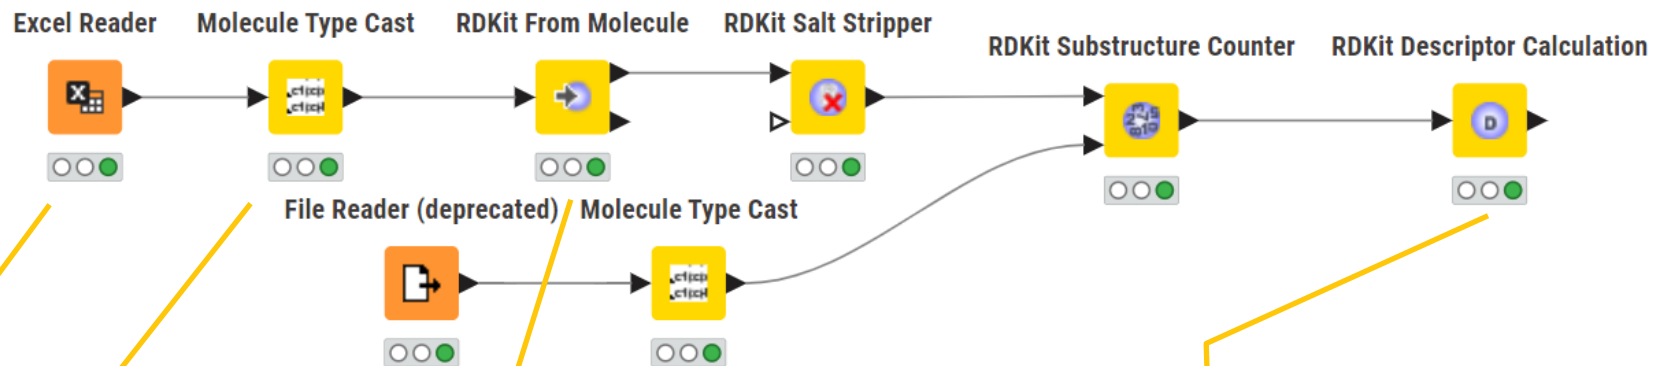 Excel Reader
Molecule Type Cast
RDKit From Molecule
RDKit Salt Stripper
RDKit Substructure Counter
RDKit Descriptor Calculation
X
D
File Reader (deprecated)
Molecule Type Cast